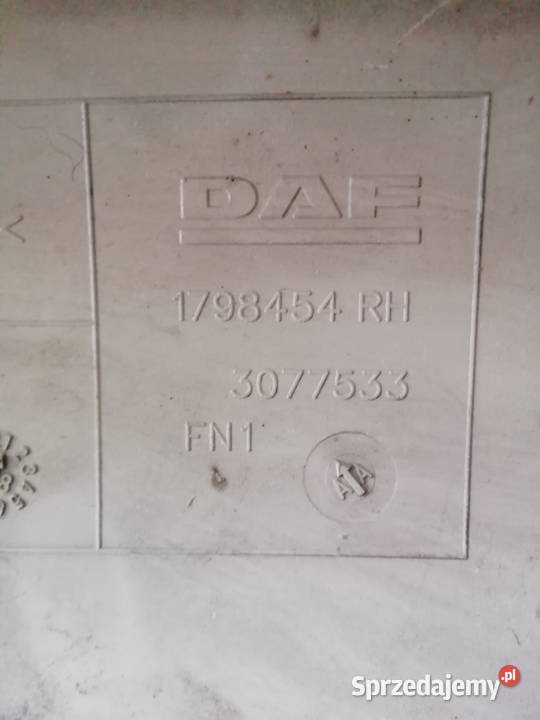 DAF
1798454 RH
3077533
FN1
A A
Sprzedajemy.pl